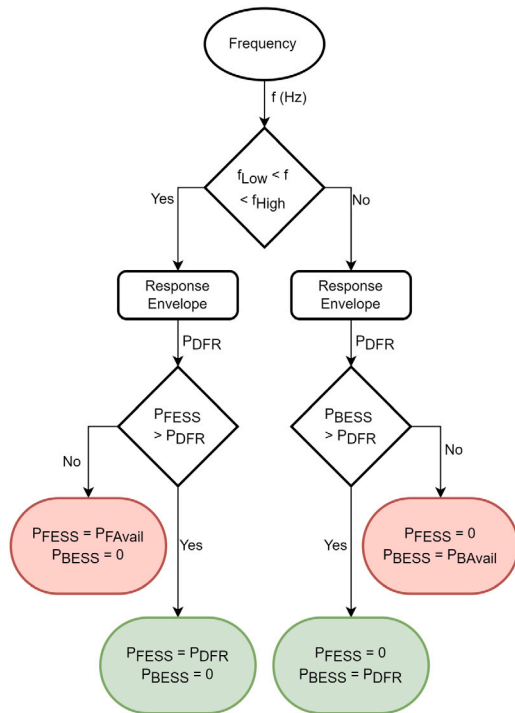 Frequency
f (Hz)
fLow < f
< fHigh
Yes
No
Response
Envelope
Response
Envelope
PDFR
PDFR
PFESS
> PDFR
PBESS
> PDFR
No
No
PFESS = PFAvail
PBESS = 0
Yes
Yes
PFESS = 0
PBESS = PBAvail
PFESS = PDFR
PBESS = 0
PFESS = 0
PBESS = PDFR